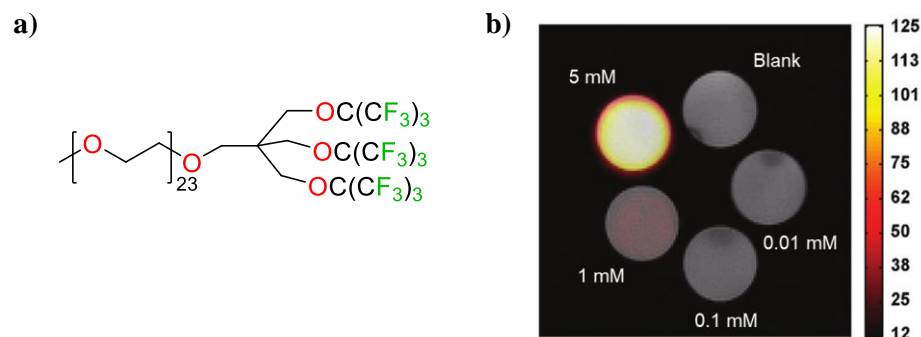 a)
b)
OC(CF3)3
O
O
OC(CF3)3
23
OC(CF3)3
Blank
5 mM
0.01 mM
1 mM
0.1 mM
125
113
101
88
75
62
50
38
25
12